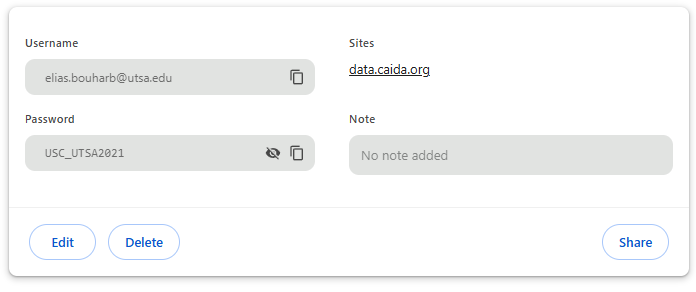 Username
Sites
elias.bouharb@utsa.edu
data.caida.org
Password
Note
USC_UTSA2021
No note added
Edit
Delete
Share